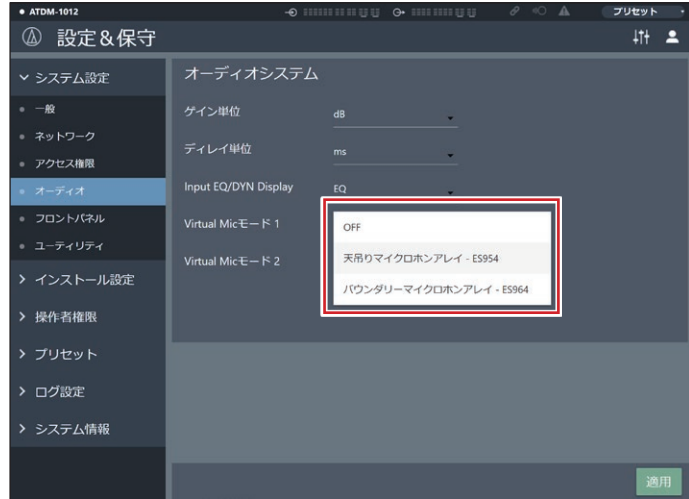 ATDM-1012
プリセット
設定＆保守
システム設定
一般
ネットワーク
アクセス権限
オーディオ
フロントパネル
ユーティリティ
インストール設定
操作者権限
プリセット
ログ設定
システム情報
オーディオシステム
ゲイン単位 dB
ディレイ単位 ms
Input EQ/DYN Display EQ
Virtual Micモード 1
Virtual Micモード 2
OFF
天吊りマイクロホンアレイ - ES954
バウンダリーマイクロホンアレイ - ES964
適用